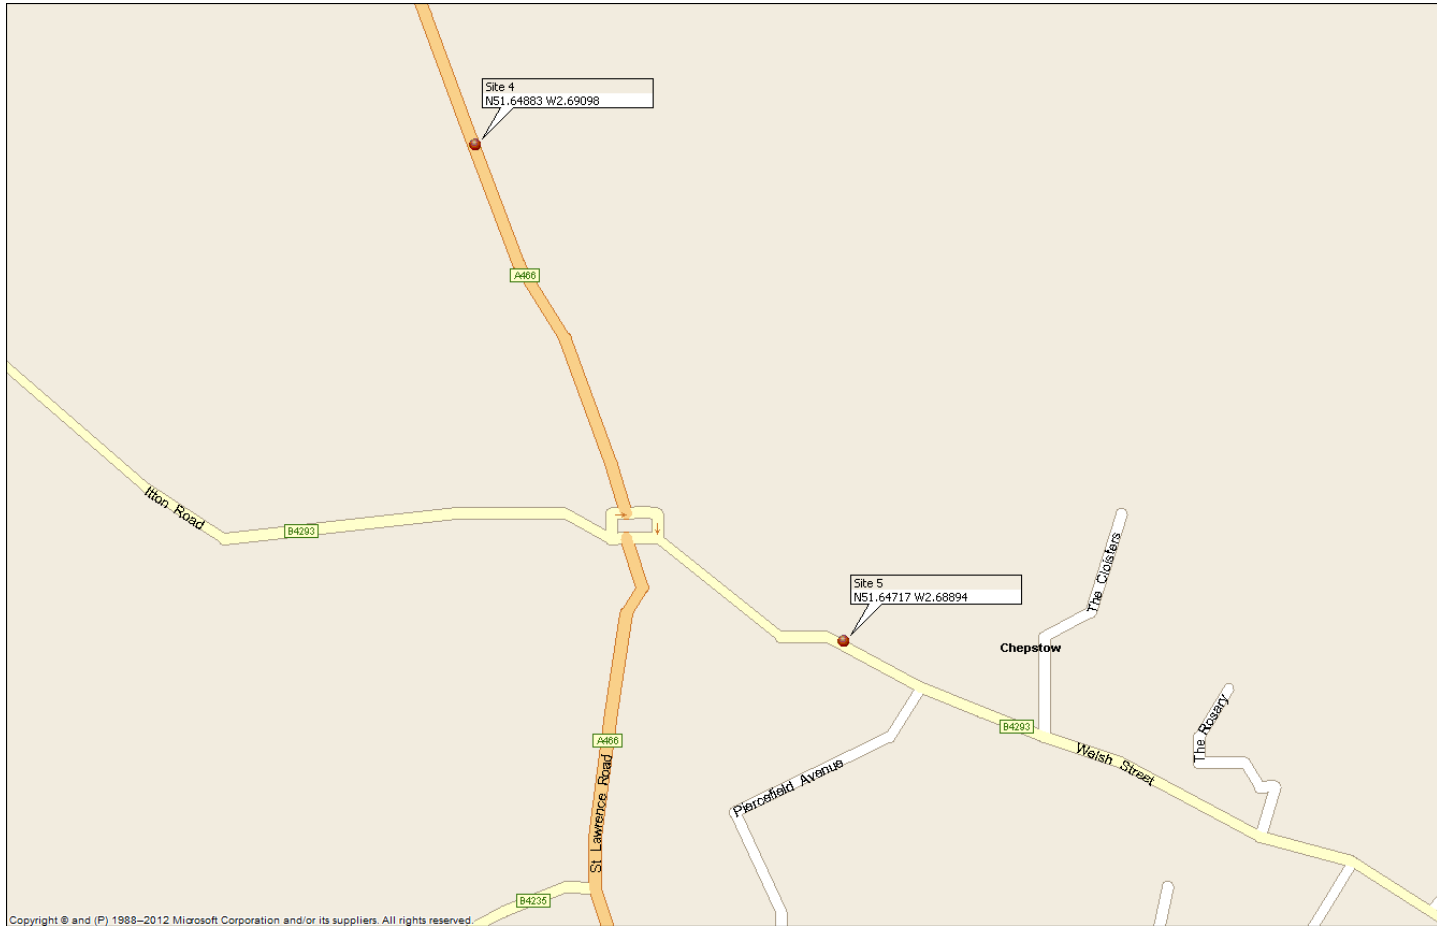 Site 4
N51.64883 W2.69098
A466
Itton Road
B4293
The Cloisters
Site 5
N51.64717 W2.68894
Chepstow
The Rosary
B4293
A466
Welsh Street
Piercefield Avenue
St Lawrence Road
B4235
Copyright © and (P) 1988–2012 Microsoft Corporation and/or its suppliers. All rights reserved.